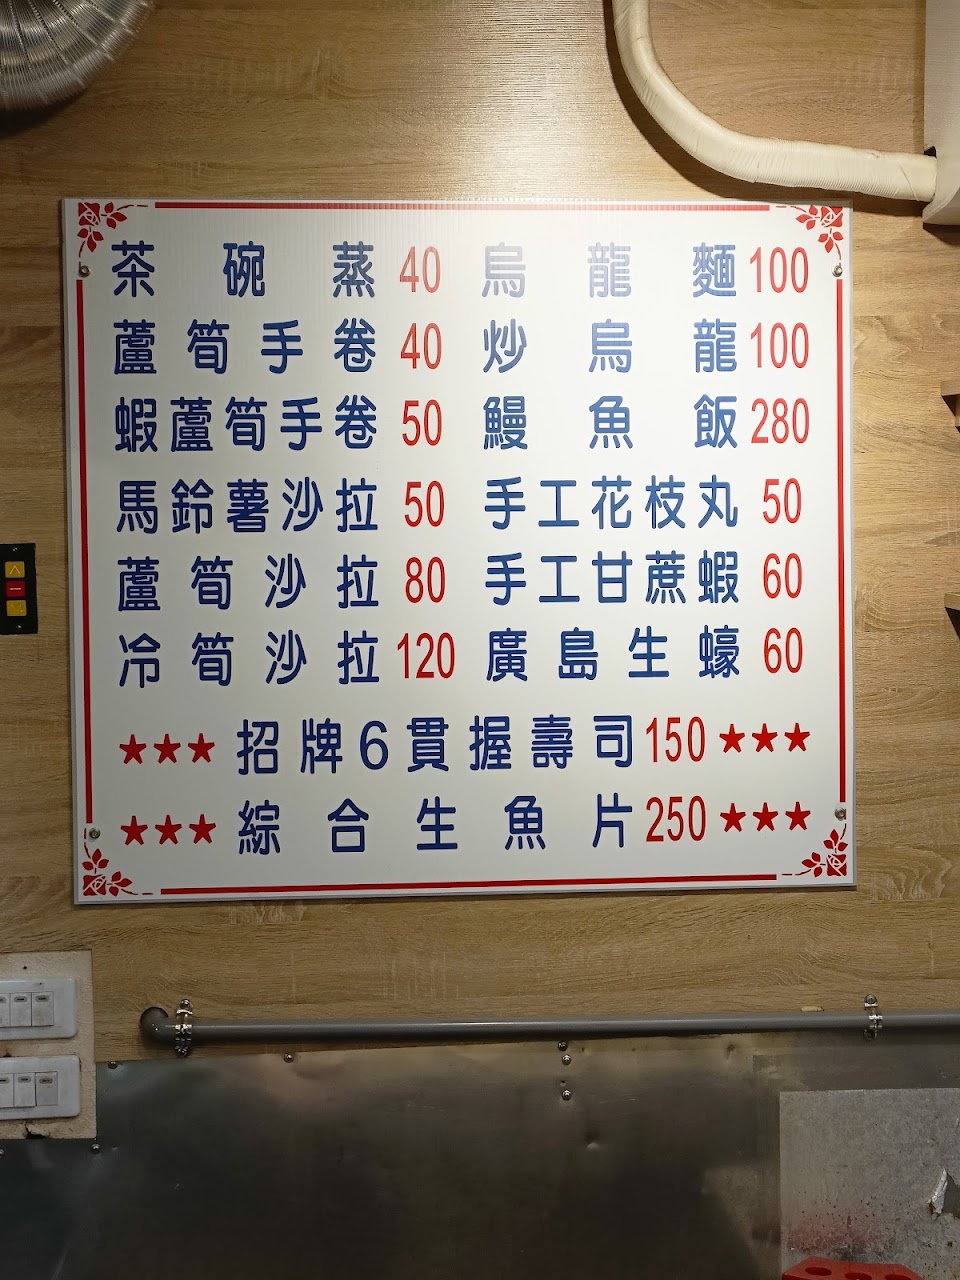 茶碗蒸 40 烏龍麵 100
蘆筍手卷 40 炒烏龍 100
蝦蘆筍手卷 50 鰻魚飯 280
馬鈴薯沙拉 50 手工花枝丸 50
蘆筍沙拉 80 手工甘蔗蝦 60
冷筍沙拉 120 廣島生蠔 60
★★★ 招牌6貫握壽司 150 ★★★
★★★ 綜合生魚片 250 ★★★